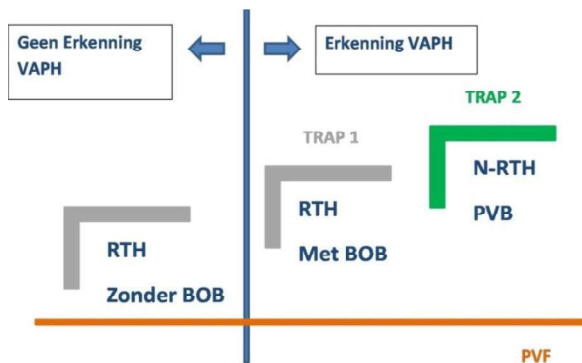 Geen Erkenning
VAPH
Erkenning VAPH
TRAP 2
TRAP 1
N-RTH
PVB
RTH
Met BOB
RTH
Zonder BOB
PVF